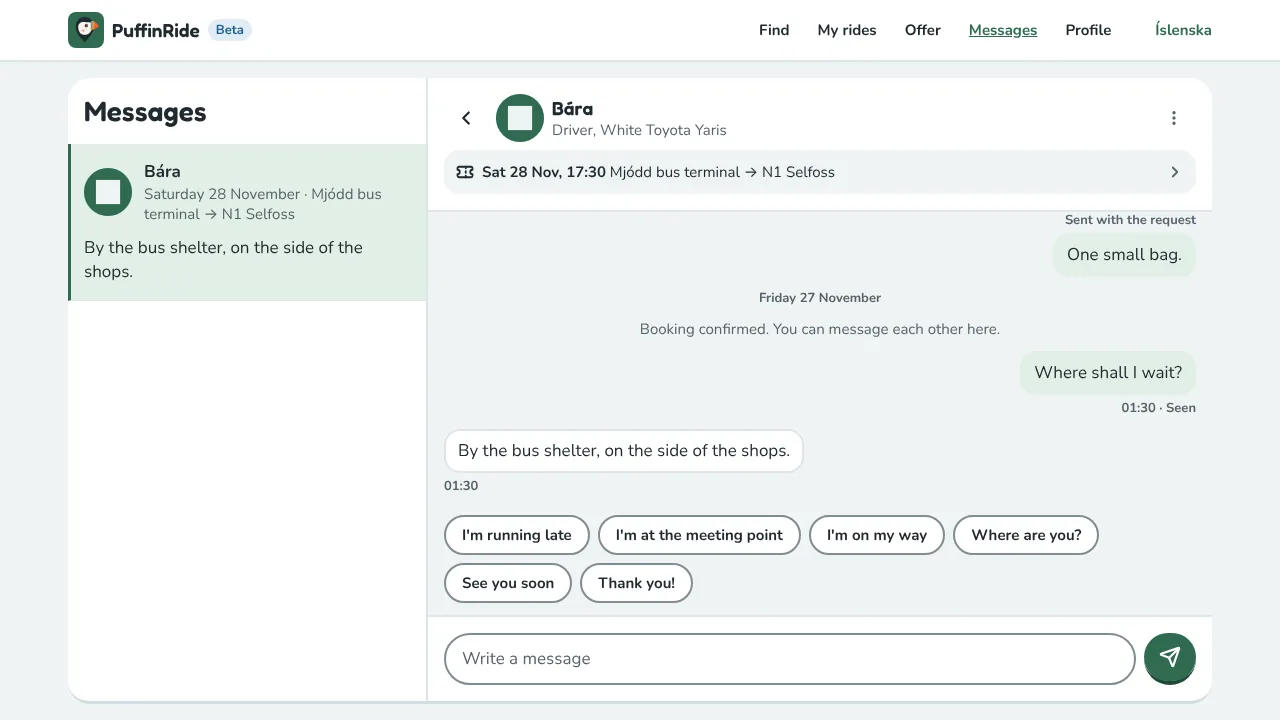 PuffinRide Beta
Find My rides Offer Messages Profile Íslenska
Messages
Bára
Saturday 28 November · Mjódd bus
terminal → N1 Selfoss
By the bus shelter, on the side of the
shops.
Bára
Driver, White Toyota Yaris
Sat 28 Nov, 17:30 Mjódd bus terminal → N1 Selfoss
Sent with the request
One small bag.
Friday 27 November
Booking confirmed. You can message each other here.
Where shall I wait?
01:30 · Seen
By the bus shelter, on the side of the shops.
01:30
I'm running late I'm at the meeting point I'm on my way Where are you?
See you soon Thank you!
Write a message